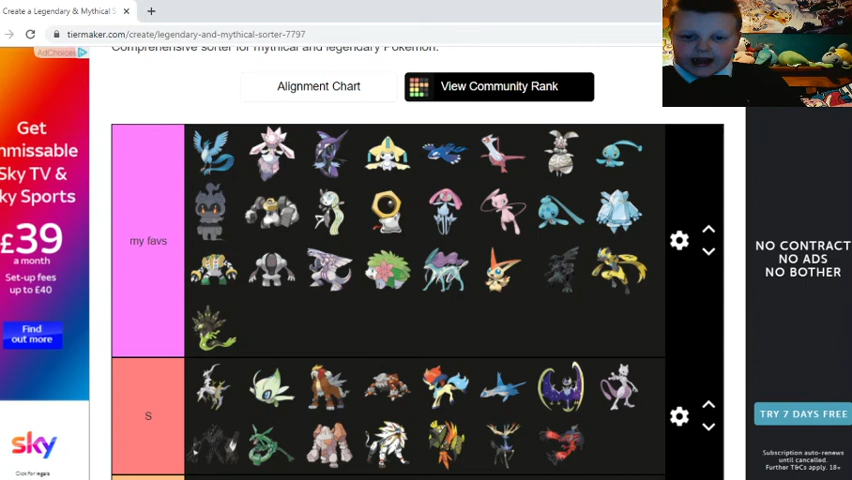 Create a Legendary & Mythical S
tiermaker.com/create/legendary-and-mythical-sorter-7797
Comprehensive sorter for mythical and legendary Pokemon.
AdChoices
Get
nmissable
Sky TV &
ky Sports
£39
a month
Set-up fees
up to £40
Find
out more
sky
Alignment Chart
View Community Rank
my favs
S
NO CONTRACT
NO ADS
NO BOTHER
TRY 7 DAYS FREE
Subscription auto-renews
until cancelled.
Further T&Cs apply. 18+